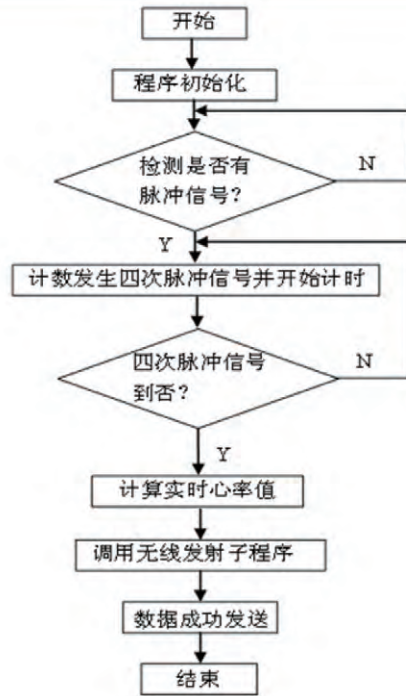 开始
程序初始化
检测是否有
脉冲信号?
N
Y
计数发生四次脉冲信号并开始计时
四次脉冲信号
到否?
N
Y
计算实时心率值
调用无线发射子程序
数据成功发送
结束